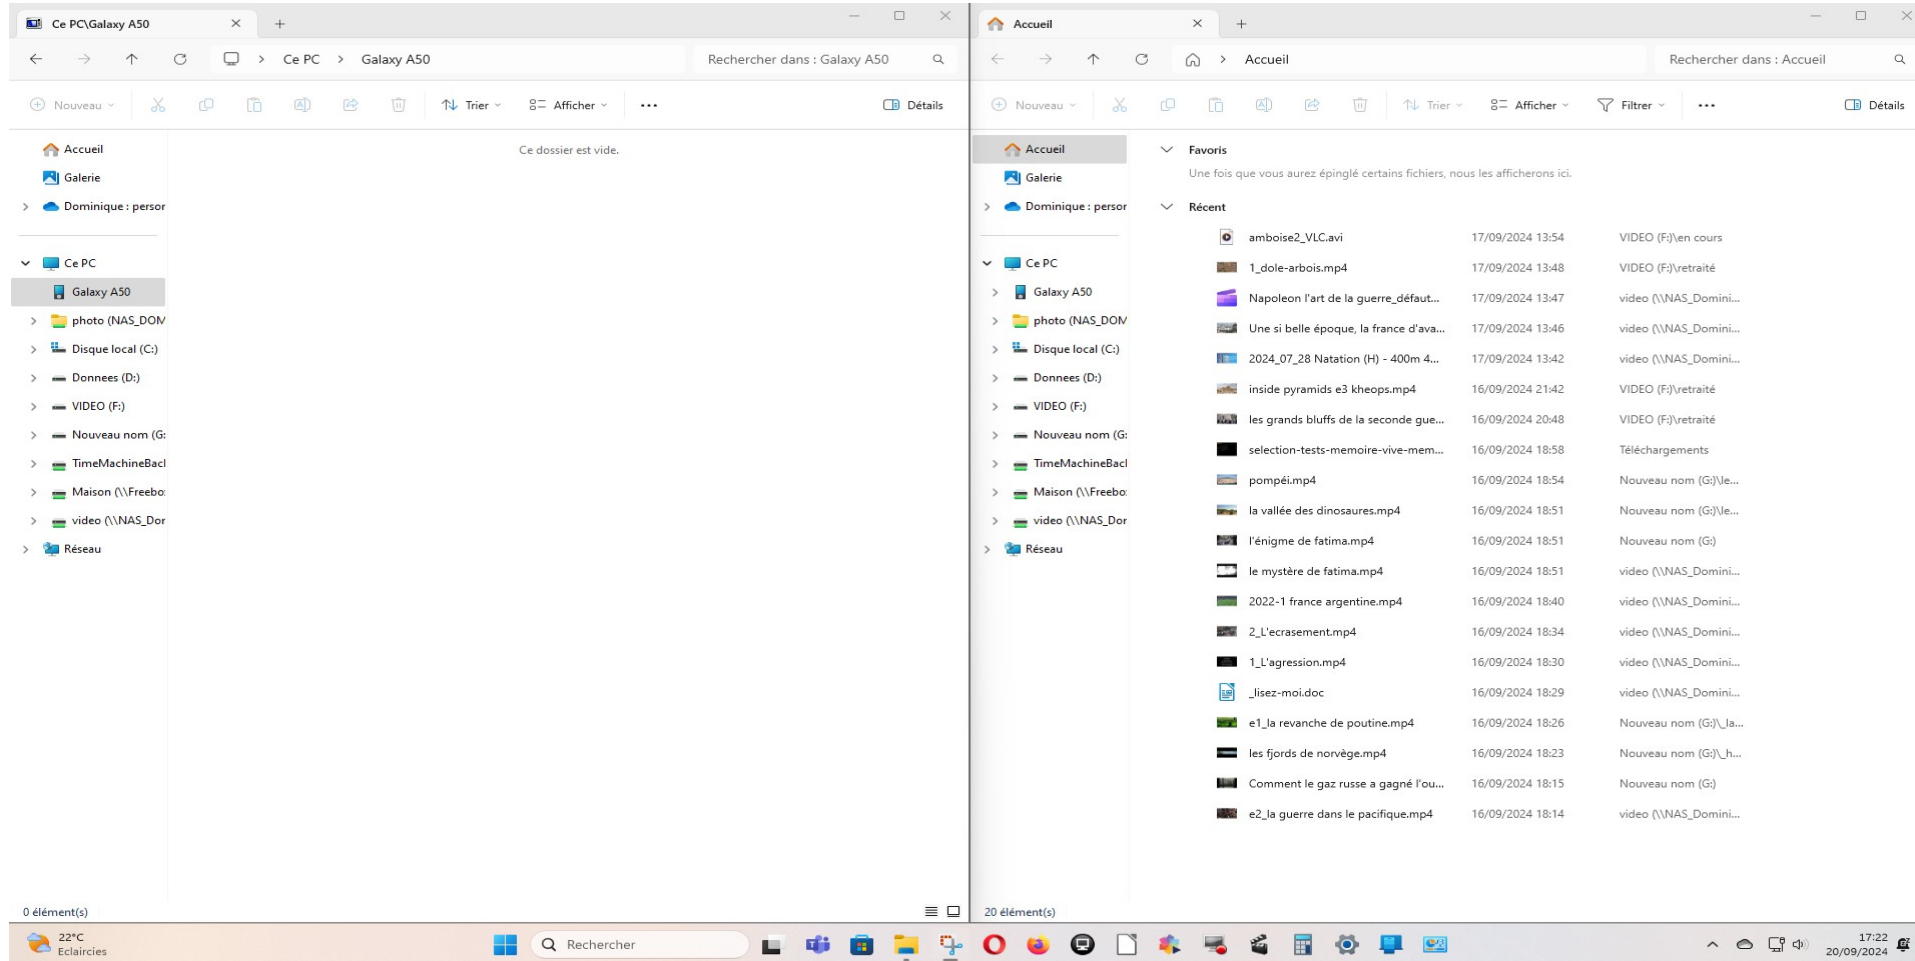 Ce PC\Galaxy A50
Ce PC > Galaxy A50
Rechercher dans : Galaxy A50
Nouveau
Trier
Afficher
Détails
Accueil
Galerie
Dominique : person
Ce PC
Galaxy A50
photo (NAS_DOM
Disque local (C:)
Donnees (D:)
VIDEO (F:)
Nouveau nom (G:
TimeMachineBacl
Maison (\\Freebo:
video (\\NAS_Dor
Réseau
Ce dossier est vide.
0 élément(s)
Accueil
Accueil
Rechercher dans : Accueil
Nouveau
Trier
Afficher
Filtrer
Détails
Accueil
Galerie
Dominique : person
Ce PC
Galaxy A50
photo (NAS_DOM
Disque local (C:)
Donnees (D:)
VIDEO (F:)
Nouveau nom (G:
TimeMachineBacl
Maison (\\Freebo:
video (\\NAS_Dor
Réseau
Favoris
Une fois que vous aurez épinglé certains fichiers, nous les afficherons ici.
Récent
amboise2_VLC.avi 17/09/2024 13:54 VIDEO (F:)\en cours
1_dole-arbois.mp4 17/09/2024 13:48 VIDEO (F:)\retraité
Napoleon l'art de la guerre_défaut... 17/09/2024 13:47 video (\\NAS_Domini...
Une si belle époque, la france d'ava... 17/09/2024 13:46 video (\\NAS_Domini...
2024_07_28 Natation (H) - 400m 4... 17/09/2024 13:42 video (\\NAS_Domini...
inside pyramids e3 kheops.mp4 16/09/2024 21:42 VIDEO (F:)\retraité
les grands bluffs de la seconde gue... 16/09/2024 20:48 VIDEO (F:)\retraité
selection-tests-memoire-vive-mem... 16/09/2024 18:58 Téléchargements
pompéi.mp4 16/09/2024 18:54 Nouveau nom (G:)\le...
la vallée des dinosaures.mp4 16/09/2024 18:51 Nouveau nom (G:)\le...
l'énigme de fatima.mp4 16/09/2024 18:51 Nouveau nom (G:)
le mystère de fatima.mp4 16/09/2024 18:51 video (\\NAS_Domini...
2022-1 france argentine.mp4 16/09/2024 18:40 video (\\NAS_Domini...
2_L'ecrasement.mp4 16/09/2024 18:34 video (\\NAS_Domini...
1_L'agression.mp4 16/09/2024 18:30 video (\\NAS_Domini...
_lisez-moi.doc 16/09/2024 18:29 video (\\NAS_Domini...
e1_la revanche de poutine.mp4 16/09/2024 18:26 Nouveau nom (G:)\_la...
les fjords de norvège.mp4 16/09/2024 18:23 Nouveau nom (G:)\_h...
Comment le gaz russe a gagné l'ou... 16/09/2024 18:15 Nouveau nom (G:)
e2_la guerre dans le pacifique.mp4 16/09/2024 18:14 video (\\NAS_Domini...
20 élément(s)
22°C
Eclaircies
Rechercher
17:22
20/09/2024